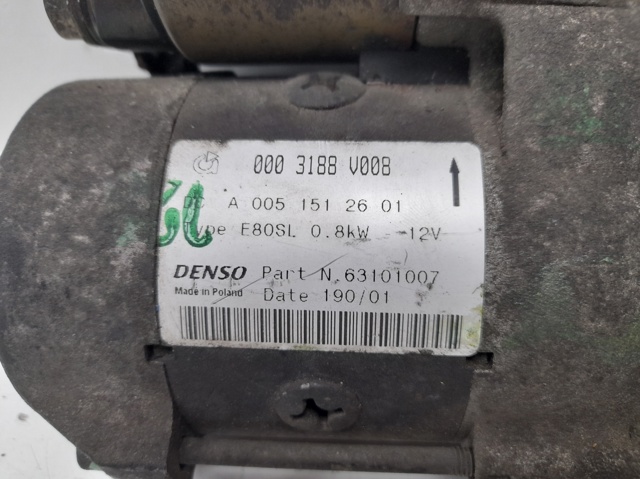 000 3188 V008
A 005 151 26 01
Type E80SL 0.8kW 12V
DENSO Part N.63101007
Made in Poland Date 190/01